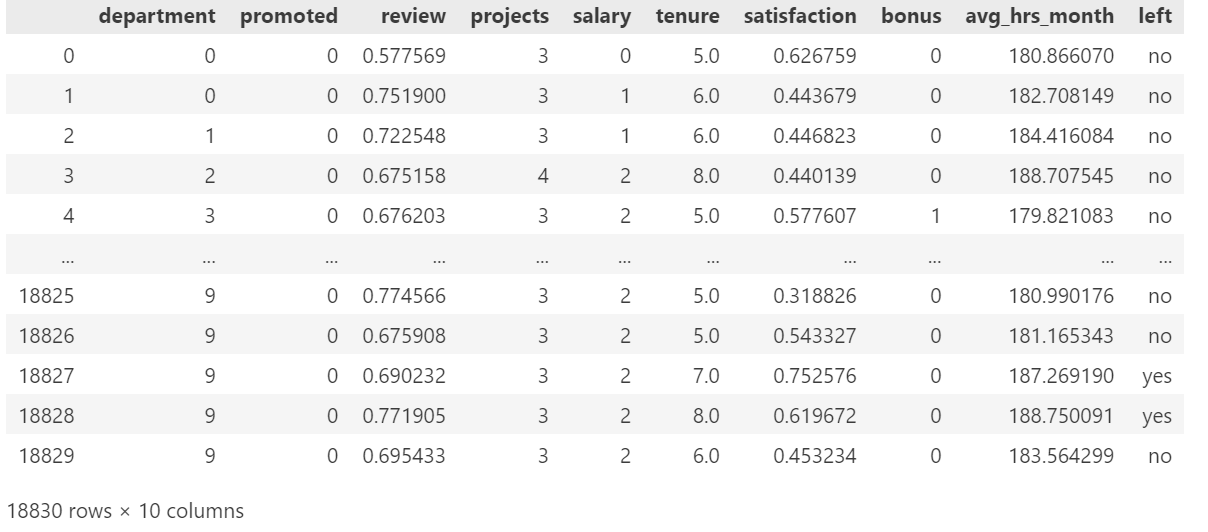 department promoted review projects salary tenure satisfaction bonus avg_hrs_month left
0 0 0 0.577569 3 0 5.0 0.626759 0 180.866070 no
1 0 0 0.751900 3 1 6.0 0.443679 0 182.708149 no
2 1 0 0.722548 3 1 6.0 0.446823 0 184.416084 no
3 2 0 0.675158 4 2 8.0 0.440139 0 188.707545 no
4 3 0 0.676203 3 2 5.0 0.577607 1 179.821083 no
... ... ... ... ... ... ... ... ... ... ...
18825 9 0 0.774566 3 2 5.0 0.318826 0 180.990176 no
18826 9 0 0.675908 3 2 5.0 0.543327 0 181.165343 no
18827 9 0 0.690232 3 2 7.0 0.752576 0 187.269190 yes
18828 9 0 0.771905 3 2 8.0 0.619672 0 188.750091 yes
18829 9 0 0.695433 3 2 6.0 0.453234 0 183.564299 no
18830 rows × 10 columns